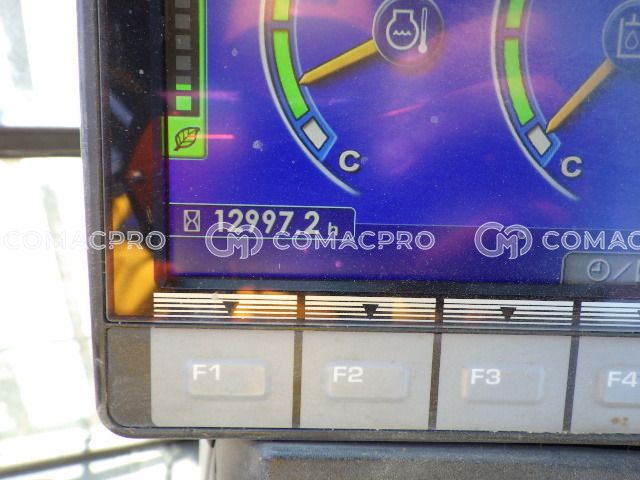 C
C
12997.2 h
COMACPRO COMACPRO COMACPRO
F1 F2 F3 F4